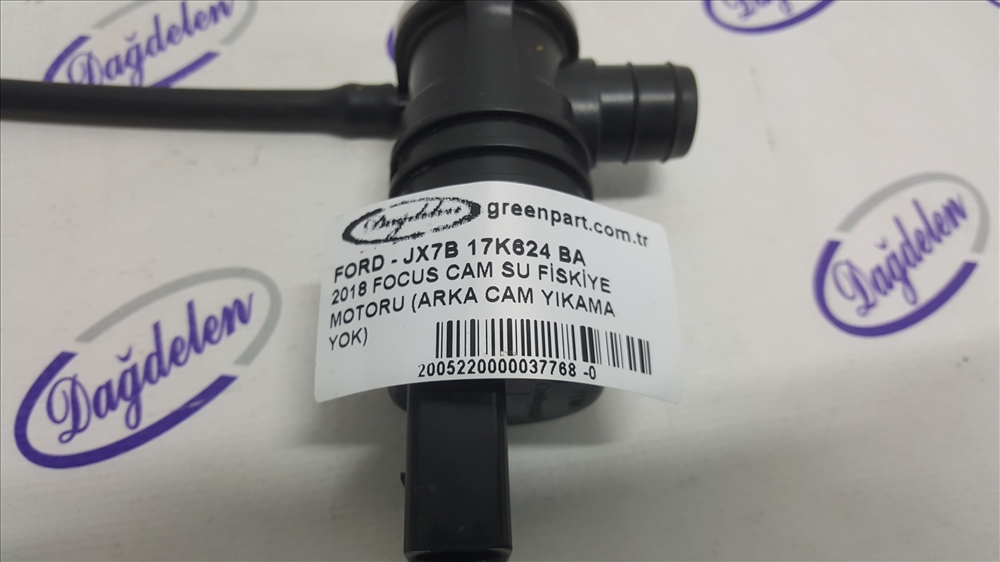 Dağdelen
Dağdelen
Dağdelen
Dağdelen greenpart.com.tr
FORD - JX7B 17K624 BA
2018 FOCUS CAM SU FİSKİYE
MOTORU (ARKA CAM YIKAMA
YOK)
2005220000037768 -0